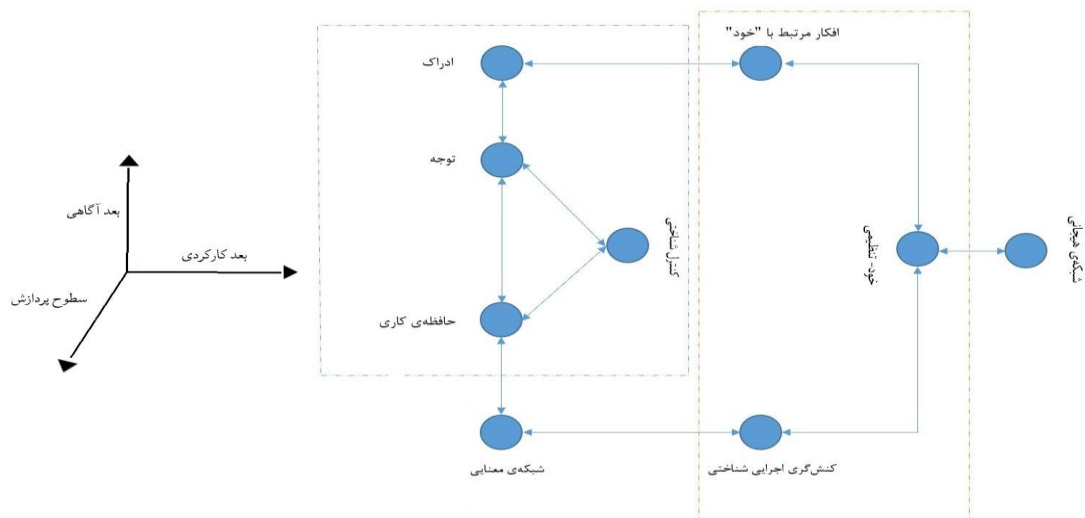 افکار مرتبط با "خود"
ادراک
توجه
کنترل شناختی
حافظه‌ی کاری
خود- تنظیمی
شبکه‌ی هیجانی
شبکه‌ی معنایی
کنش‌گری اجرایی شناختی
بعد آگاهی
بعد کارکردی
سطوح پردازش